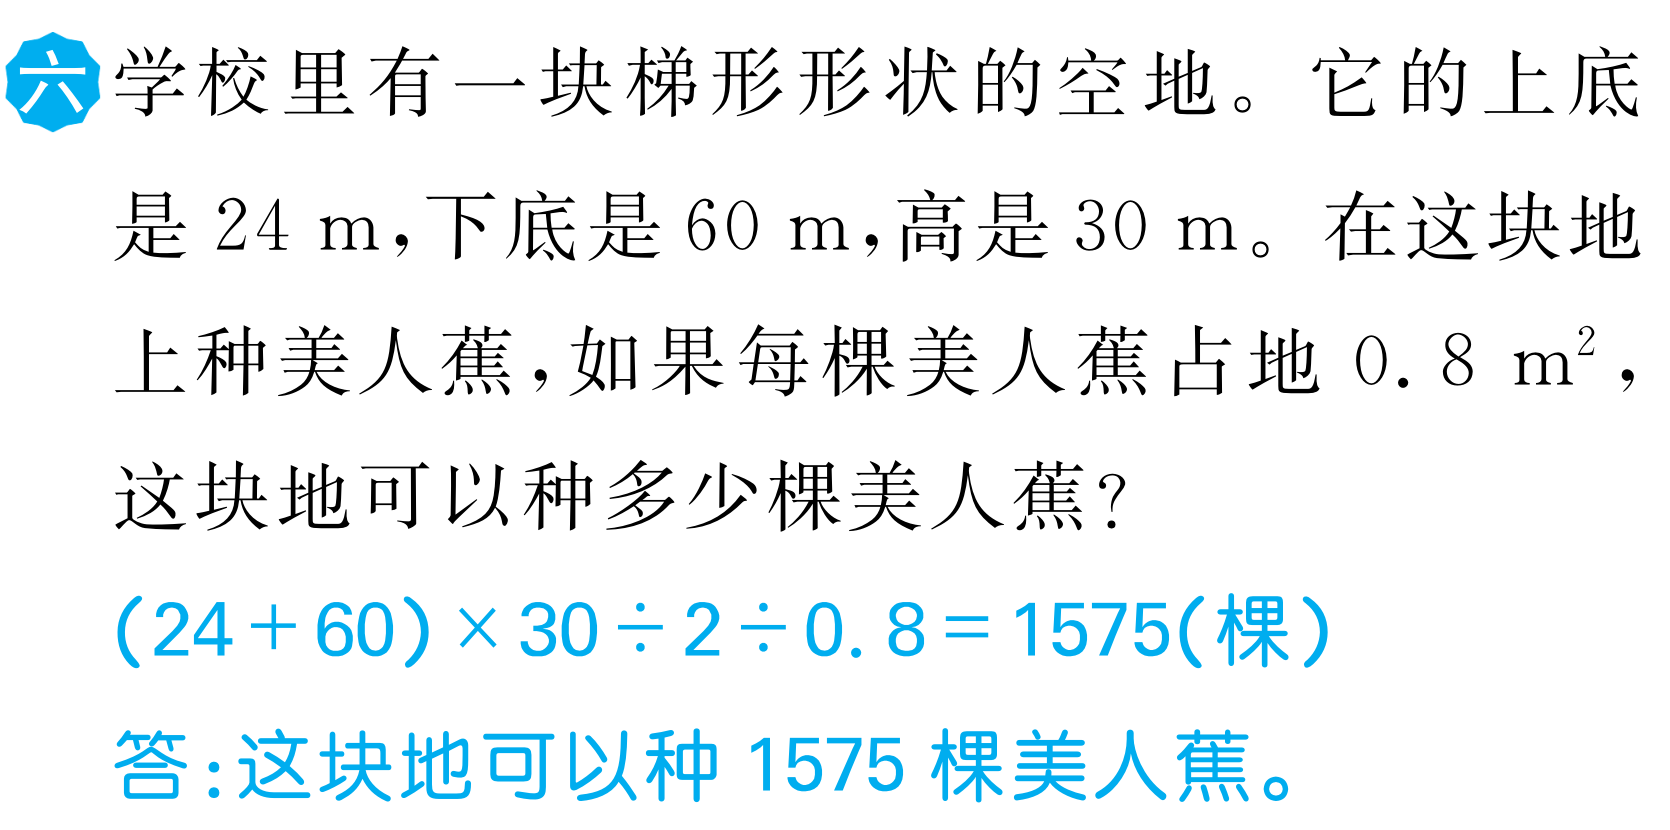 六 学校里有一块梯形形状的空地。它的上底
是 24 m,下底是 60 m,高是 30 m。在这块地
上种美人蕉,如果每棵美人蕉占地 0.8 m²,
这块地可以种多少棵美人蕉?
(24+60)×30÷2÷0.8=1575(棵)
答:这块地可以种 1575 棵美人蕉。